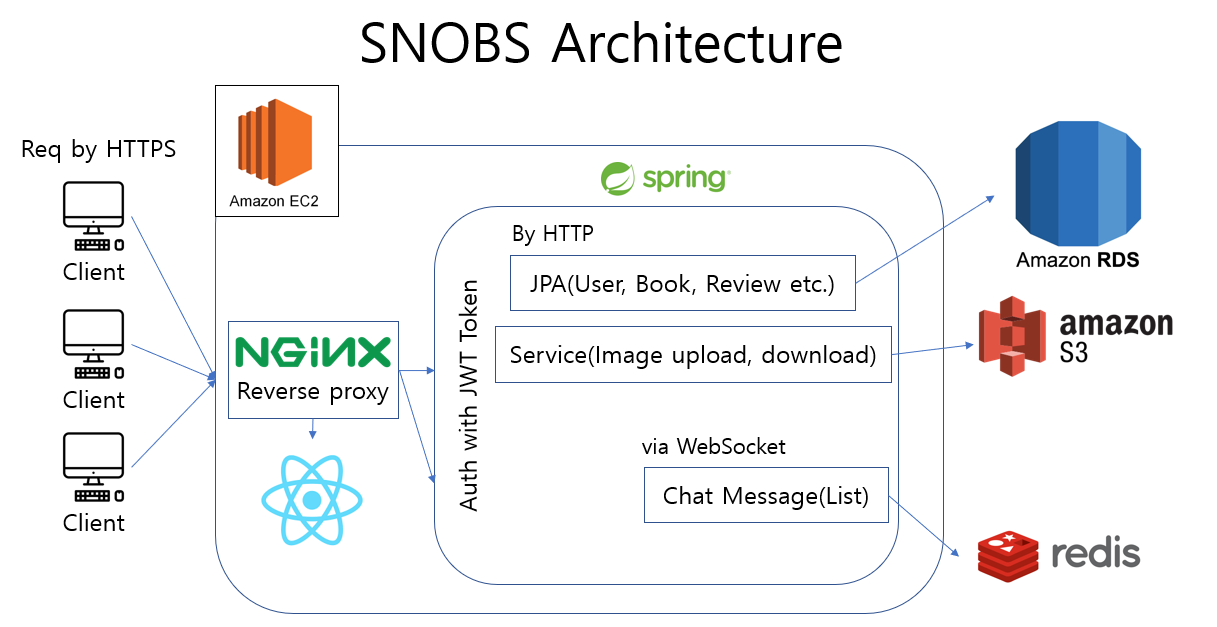 SNOBS Architecture
Req by HTTPS
Client
Client
Client
Amazon EC2
NGINX
Reverse proxy
spring
Auth with JWT Token
By HTTP
JPA(User, Book, Review etc.)
Service(Image upload, download)
via WebSocket
Chat Message(List)
Amazon RDS
amazon
S3
redis